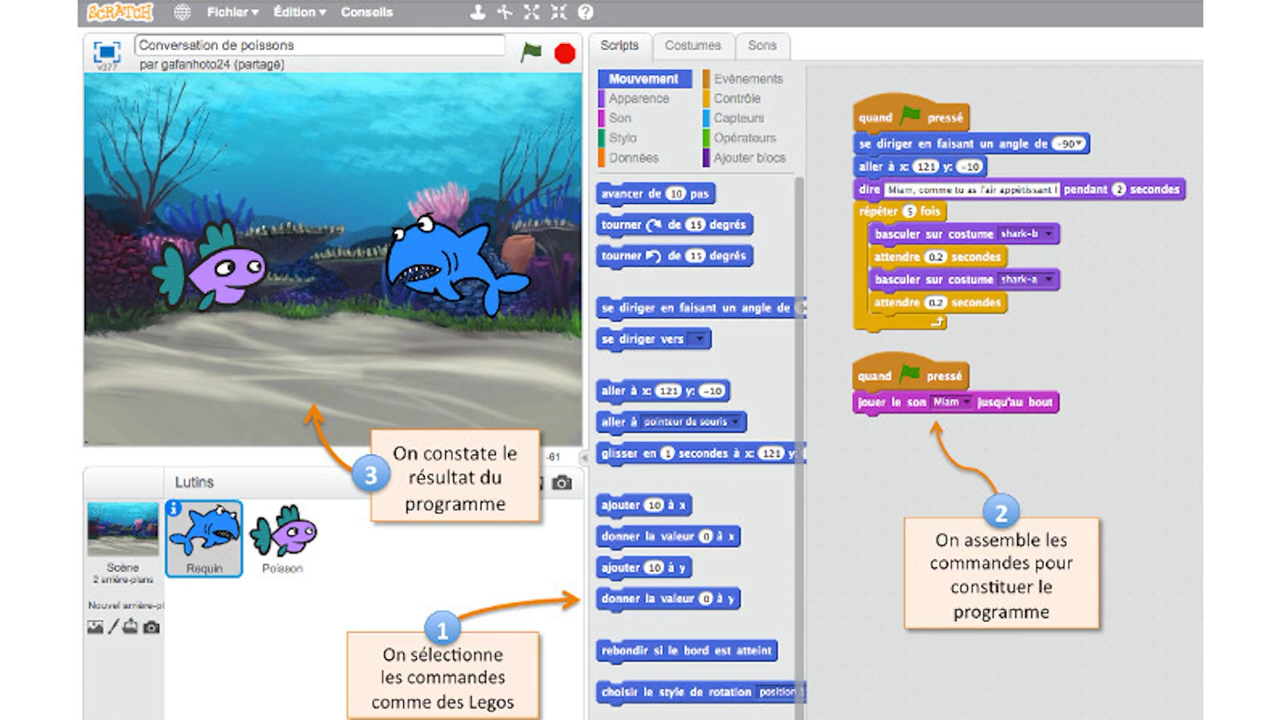 SCRATCH Fichier Édition Conseils
Conversation de poissons
par gafanhoto24 (partagé)
v377
Scripts Costumes Sons
Mouvement Evènements
Apparence Contrôle
Son Capteurs
Stylo Opérateurs
Données Ajouter blocs
avancer de 10 pas
tourner de 15 degrés
tourner de 15 degrés
se diriger en faisant un angle de
se diriger vers
aller à x: 121 y: -10
aller à pointeur de souris
glisser en 1 secondes à x: 121 y:
ajouter 10 à x
donner la valeur 0 à x
ajouter 10 à y
donner la valeur 0 à y
rebondir si le bord est atteint
choisir le style de rotation position
quand pressé
se diriger en faisant un angle de -90
aller à x: 121 y: -10
dire Miam, comme tu as l'air appétissant ! pendant 2 secondes
répéter 5 fois
basculer sur costume shark-b
attendre 0.2 secondes
basculer sur costume shark-a
attendre 0.2 secondes
quand pressé
jouer le son Miam jusqu'au bout
3
On constate le
résultat du
programme
-61
Lutins
Scène
2 arrière-plans
Requin
Poisson
Nouvel arrière-pl
1
On sélectionne
les commandes
comme des Legos
2
On assemble les
commandes pour
constituer le
programme